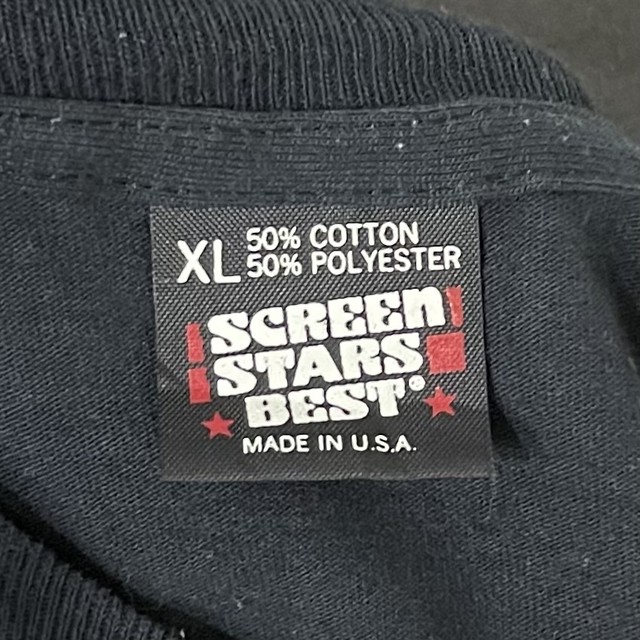 XL 50% COTTON
50% POLYESTER
SCREEN
STARS
BEST®
MADE IN U.S.A.